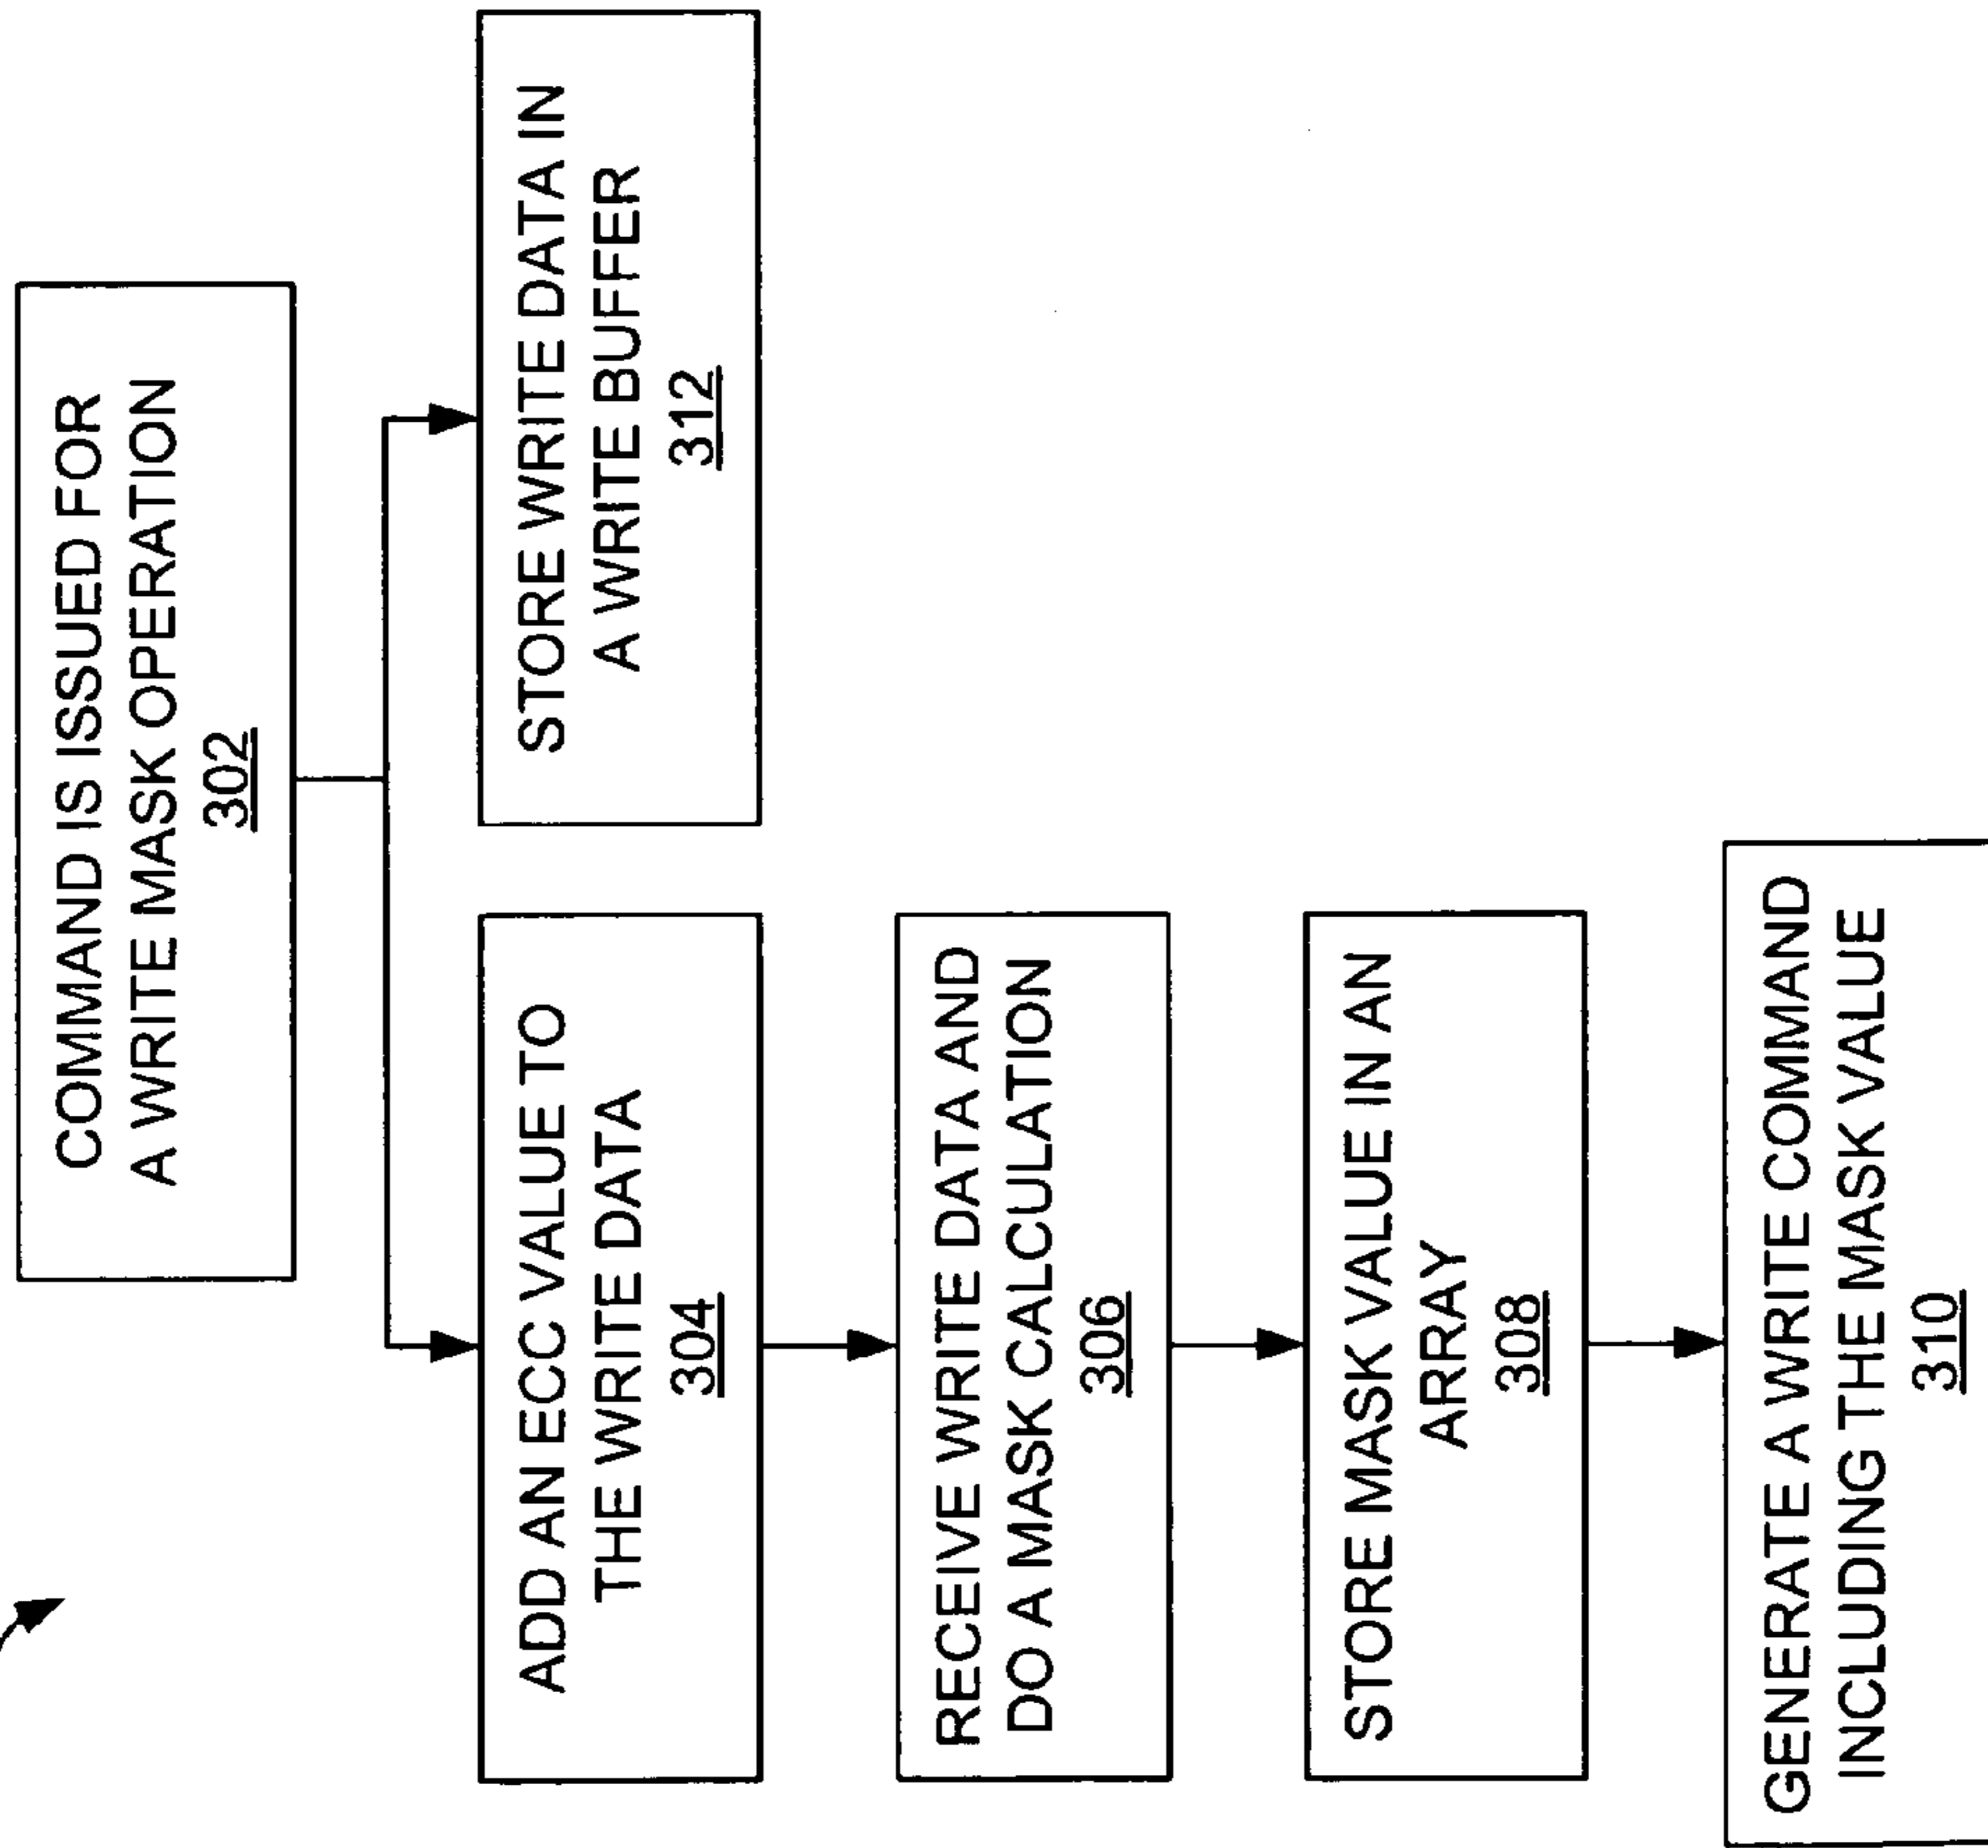 COMMAND IS ISSUED FOR
A WRITE MASK OPERATION
302
ADD AN ECC VALUE TO
THE WRITE DATA
304
STORE WRITE DATA IN
A WRITE BUFFER
312
RECEIVE WRITE DATA AND
DO A MASK CALCULATION
306
STORE MASK VALUE IN AN
ARRAY
308
GENERATE A WRITE COMMAND
INCLUDING THE MASK VALUE
310